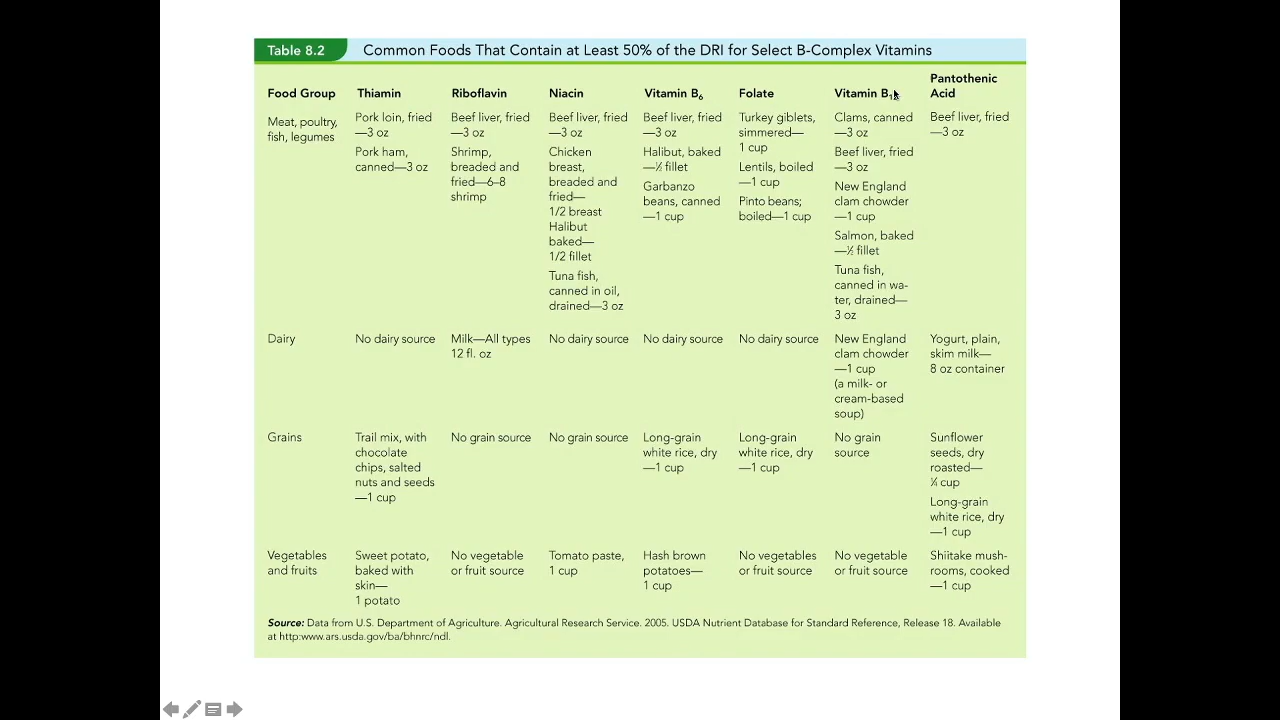 Table 8.2 Common Foods That Contain at Least 50% of the DRI for Select B-Complex Vitamins
Food Group
Thiamin
Riboflavin
Niacin
Vitamin B6
Folate
Vitamin B12
Pantothenic
Acid
Meat, poultry,
fish, legumes
Pork loin, fried
—3 oz
Pork ham,
canned—3 oz
Beef liver, fried
—3 oz
Shrimp,
breaded and
fried—6–8
shrimp
Beef liver, fried
—3 oz
Chicken
breast,
breaded and
fried—
1/2 breast
Halibut
baked—
1/2 fillet
Tuna fish,
canned in oil,
drained—3 oz
Beef liver, fried
—3 oz
Halibut, baked
—½ fillet
Garbanzo
beans, canned
—1 cup
Turkey giblets,
simmered—
1 cup
Lentils, boiled
—1 cup
Pinto beans;
boiled—1 cup
Clams, canned
—3 oz
Beef liver, fried
—3 oz
New England
clam chowder
—1 cup
Salmon, baked
—½ fillet
Tuna fish,
canned in wa-
ter, drained—
3 oz
Beef liver, fried
—3 oz
Dairy
No dairy source
Milk—All types
12 fl. oz
No dairy source
No dairy source
No dairy source
New England
clam chowder
—1 cup
(a milk- or
cream-based
soup)
Yogurt, plain,
skim milk—
8 oz container
Grains
Trail mix, with
chocolate
chips, salted
nuts and seeds
—1 cup
No grain source
No grain source
Long-grain
white rice, dry
—1 cup
Long-grain
white rice, dry
—1 cup
No grain
source
Sunflower
seeds, dry
roasted—
¼ cup
Long-grain
white rice, dry
—1 cup
Vegetables
and fruits
Sweet potato,
baked with
skin—
1 potato
No vegetable
or fruit source
Tomato paste,
1 cup
Hash brown
potatoes—
1 cup
No vegetables
or fruit source
No vegetable
or fruit source
Shiitake mush-
rooms, cooked
—1 cup
Source: Data from U.S. Department of Agriculture. Agricultural Research Service. 2005. USDA Nutrient Database for Standard Reference, Release 18. Available
at http:www.ars.usda.gov/ba/bhnrc/ndl.